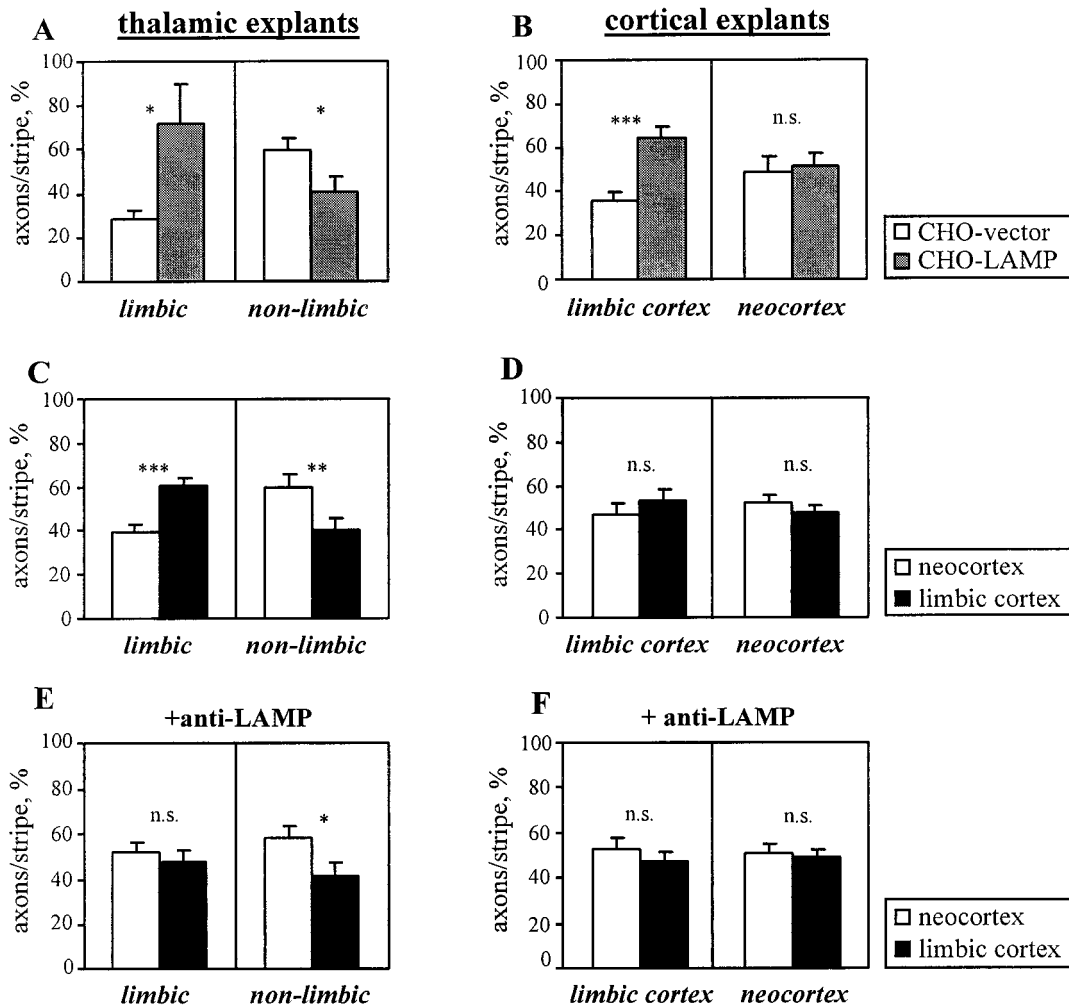 thalamic explants
cortical explants
A
axons/stripe, %
100
80
60
40
20
0
*
*
limbic
non-limbic
B
axons/stripe, %
100
80
60
40
20
0
***
n.s.
limbic cortex
neocortex
CHO-vector
CHO-LAMP
C
axons/stripe, %
100
80
60
40
20
0
***
**
limbic
non-limbic
D
axons/stripe, %
100
80
60
40
20
0
n.s.
n.s.
limbic cortex
neocortex
neocortex
limbic cortex
E
+anti-LAMP
axons/stripe, %
100
80
60
40
20
0
n.s.
*
limbic
non-limbic
F
+ anti-LAMP
axons/stripe, %
100
80
60
40
20
0
n.s.
n.s.
limbic cortex
neocortex
neocortex
limbic cortex